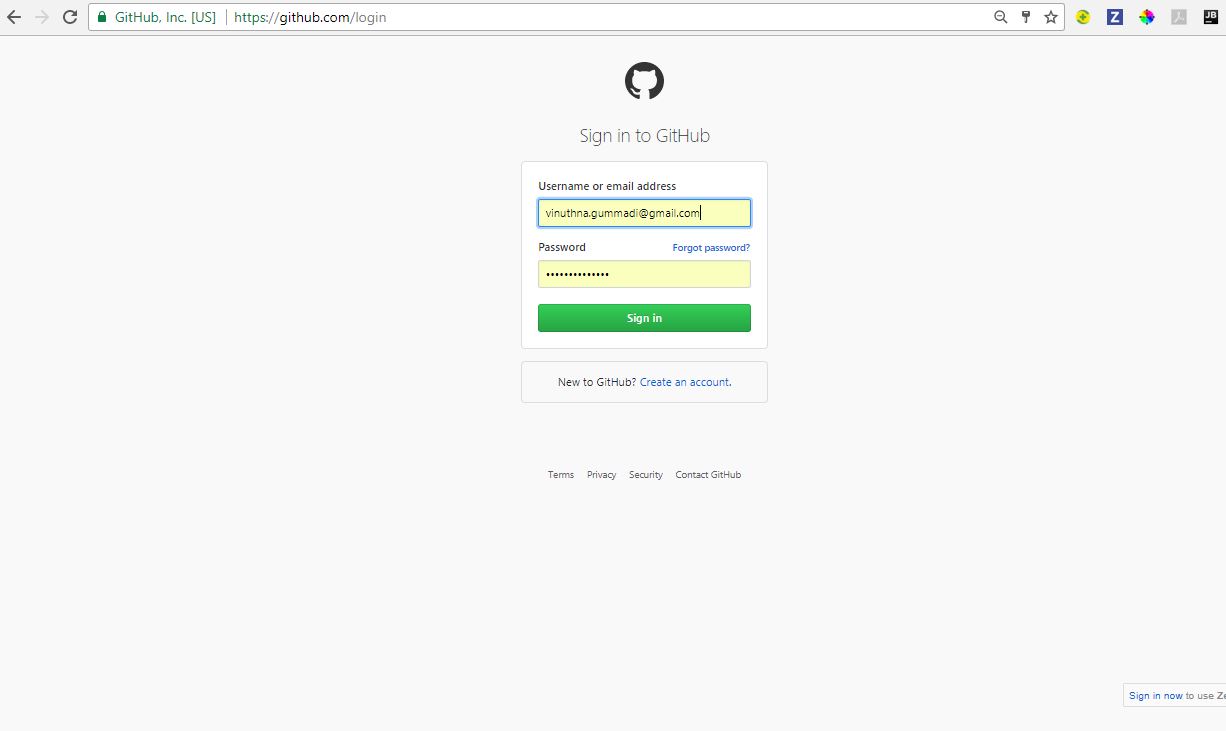 GitHub, Inc. [US] https://github.com/login
Z
JB
Sign in to GitHub
Username or email address
vinuthna.gummadi@gmail.com
Password Forgot password?
••••••••••••••
Sign in
New to GitHub? Create an account.
Terms Privacy Security Contact GitHub
Sign in now to use Ze